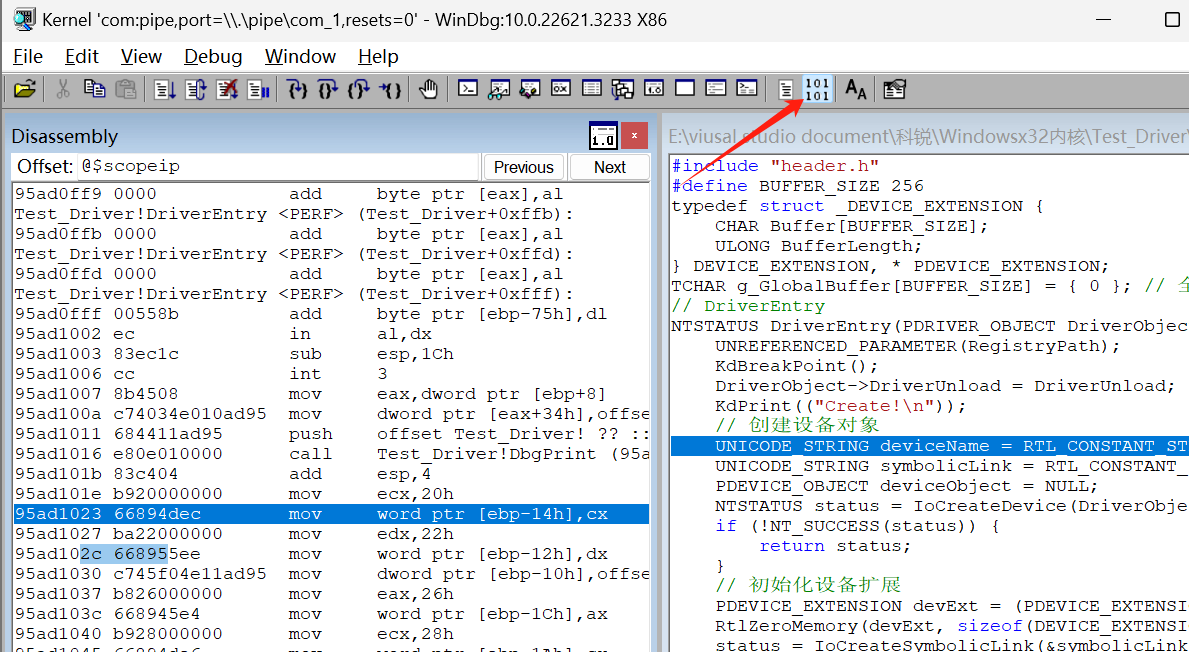 Kernel 'com:pipe,port=\\.\pipe\com_1,resets=0' - WinDbg:10.0.22621.3233 X86
File Edit View Debug Window Help
101
101
AA
Disassembly
1.0
x
Offset: @$scopeip
Previous
Next
95ad0ff9 0000 add byte ptr [eax],al
Test_Driver!DriverEntry <PERF> (Test_Driver+0xffb):
95ad0ffb 0000 add byte ptr [eax],al
Test_Driver!DriverEntry <PERF> (Test_Driver+0xffd):
95ad0ffd 0000 add byte ptr [eax],al
Test_Driver!DriverEntry <PERF> (Test_Driver+0xfff):
95ad0fff 00558b add byte ptr [ebp-75h],dl
95ad1002 ec in al,dx
95ad1003 83ec1c sub esp,1Ch
95ad1006 cc int 3
95ad1007 8b4508 mov eax,dword ptr [ebp+8]
95ad100a c74034e010ad95 mov dword ptr [eax+34h],offse
95ad1011 684411ad95 push offset Test_Driver! ?? ::
95ad1016 e80e010000 call Test_Driver!DbgPrint (95a
95ad101b 83c404 add esp,4
95ad101e b920000000 mov ecx,20h
95ad1023 66894dec mov word ptr [ebp-14h],cx
95ad1027 ba22000000 mov edx,22h
95ad102c 668955ee mov word ptr [ebp-12h],dx
95ad1030 c745f04e11ad95 mov dword ptr [ebp-10h],offse
95ad1037 b826000000 mov eax,26h
95ad103c 668945e4 mov word ptr [ebp-1Ch],ax
95ad1040 b928000000 mov ecx,28h
E:\viusal studio document\科锐\Windowsx32内核\Test_Driver\
#include "header.h"
#define BUFFER_SIZE 256
typedef struct _DEVICE_EXTENSION {
CHAR Buffer[BUFFER_SIZE];
ULONG BufferLength;
} DEVICE_EXTENSION, * PDEVICE_EXTENSION;
TCHAR g_GlobalBuffer[BUFFER_SIZE] = { 0 }; // 全
// DriverEntry
NTSTATUS DriverEntry(PDRIVER_OBJECT DriverObjec
UNREFERENCED_PARAMETER(RegistryPath);
KdBreakPoint();
DriverObject->DriverUnload = DriverUnload;
KdPrint(("Create!\n"));
// 创建设备对象
UNICODE_STRING deviceName = RTL_CONSTANT_ST
UNICODE_STRING symbolicLink = RTL_CONSTANT_
PDEVICE_OBJECT deviceObject = NULL;
NTSTATUS status = IoCreateDevice(DriverObje
if (!NT_SUCCESS(status)) {
return status;
}
// 初始化设备扩展
PDEVICE_EXTENSION devExt = (PDEVICE_EXTENSI
RtlZeroMemory(devExt, sizeof(DEVICE_EXTENSI
status = IoCreateSymbolicLink(&symbolicLink